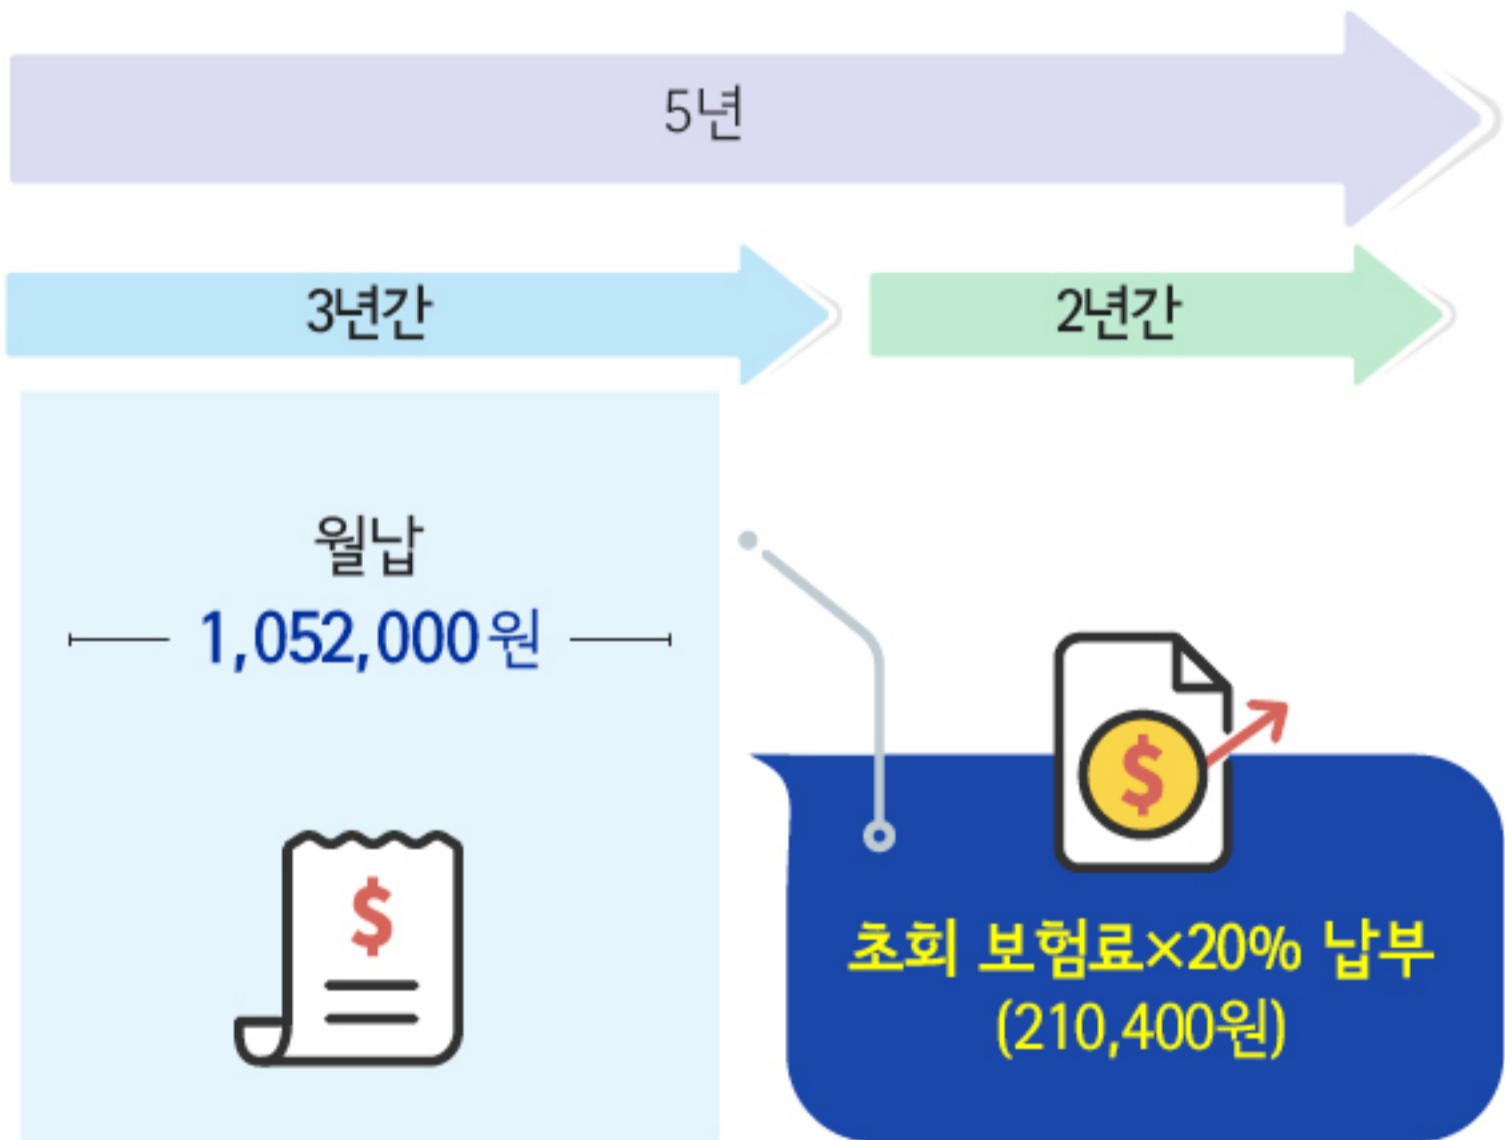 5년
3년간
2년간
월납
1,052,000원
$
$
초회 보험료×20% 납부
(210,400원)